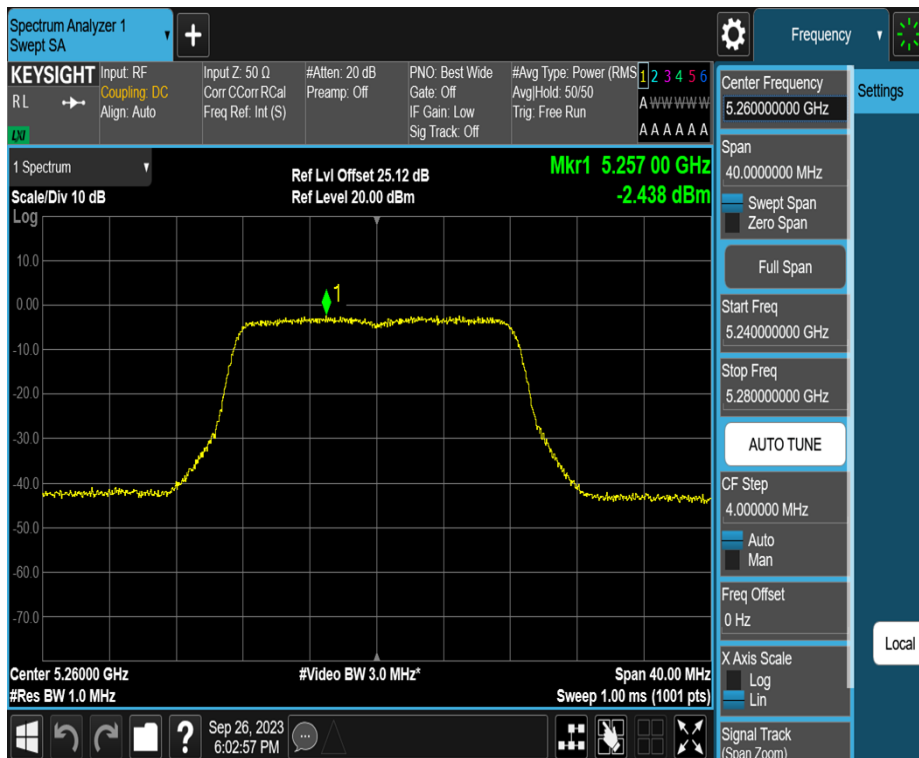 Spectrum Analyzer 1
Swept SA
+
Frequency
KEYSIGHT
RL
LXI
Input: RF
Coupling: DC
Align: Auto
Input Z: 50 Ω
Corr CCorr RCal
Freq Ref: Int (S)
#Atten: 20 dB
Preamp: Off
PNO: Best Wide
Gate: Off
IF Gain: Low
Sig Track: Off
#Avg Type: Power (RMS
Avg|Hold: 50/50
Trig: Free Run
1 2 3 4 5 6
A W W W W W
A A A A A A
1 Spectrum
Scale/Div 10 dB
Log
Ref Lvl Offset 25.12 dB
Ref Level 20.00 dBm
Mkr1 5.257 00 GHz
-2.438 dBm
1
10.0
0.00
-10.0
-20.0
-30.0
-40.0
-50.0
-60.0
-70.0
Center 5.26000 GHz
#Res BW 1.0 MHz
#Video BW 3.0 MHz*
Span 40.00 MHz
Sweep 1.00 ms (1001 pts)
?
Sep 26, 2023
6:02:57 PM
Center Frequency
5.260000000 GHz
Span
40.0000000 MHz
Swept Span
Zero Span
Full Span
Start Freq
5.240000000 GHz
Stop Freq
5.280000000 GHz
AUTO TUNE
CF Step
4.000000 MHz
Auto
Man
Freq Offset
0 Hz
X Axis Scale
Log
Lin
Signal Track
(Span Zoom)
Settings
Local